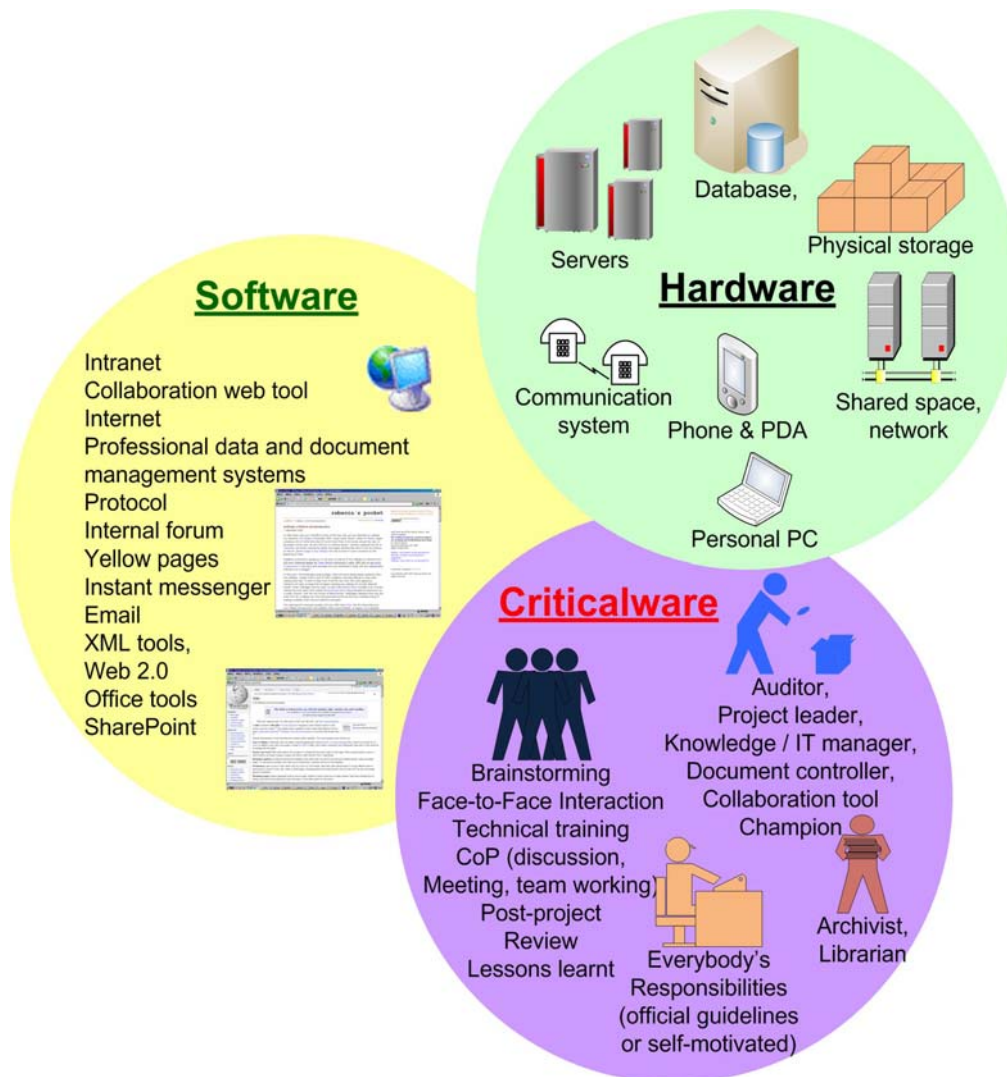 Database,
Servers
Physical storage
Hardware
Communication
system
Phone & PDA
Shared space,
network
Personal PC
Software
Intranet
Collaboration web tool
Internet
Professional data and document
management systems
Protocol
Internal forum
Yellow pages
Instant messenger
Email
XML tools,
Web 2.0
Office tools
SharePoint
rebecca's pocket
Criticalware
Brainstorming
Face-to-Face Interaction
Technical training
CoP (discussion,
Meeting, team working)
Post-project
Review
Lessons learnt
Auditor,
Project leader,
Knowledge / IT manager,
Document controller,
Collaboration tool
Champion
Everybody's
Responsibilities
(official guidelines
or self-motivated)
Archivist,
Librarian